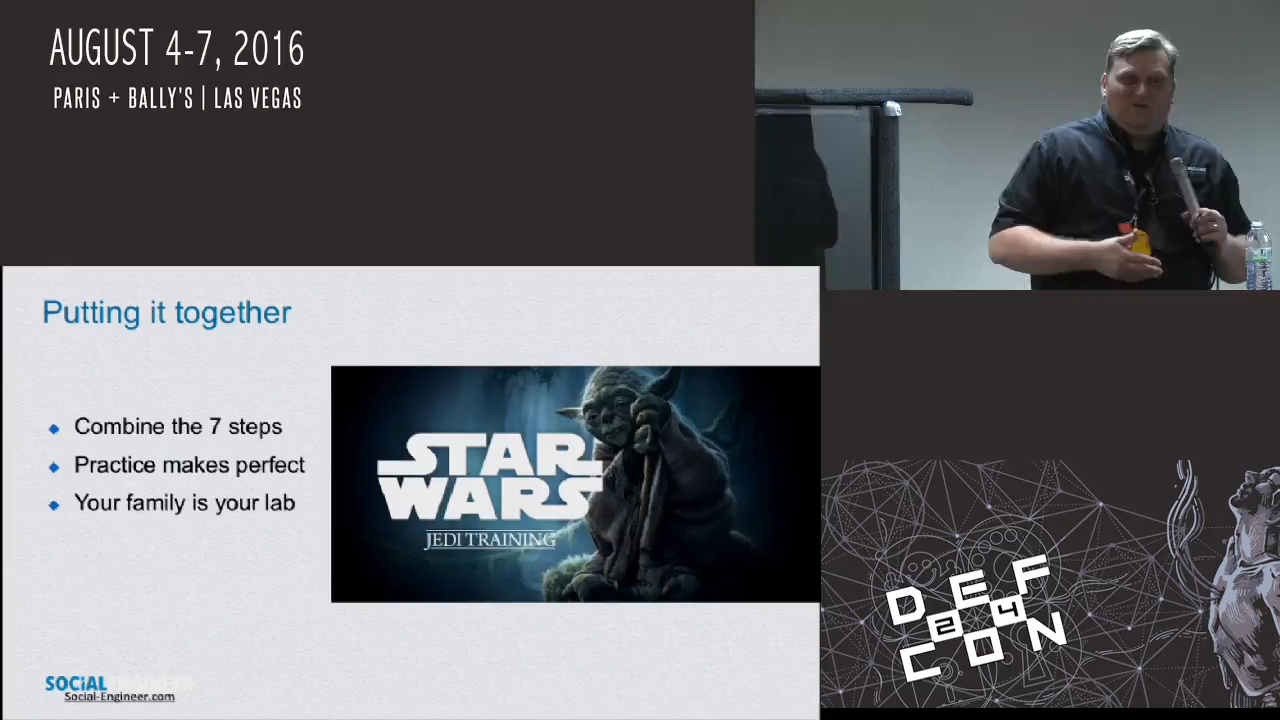 AUGUST 4-7, 2016
PARIS + BALLY'S | LAS VEGAS
Putting it together
Combine the 7 steps
Practice makes perfect
Your family is your lab
STAR
WARS
JEDI TRAINING
SOCIAL ENGINEER
Social-Engineer.com
DEF
24
CON